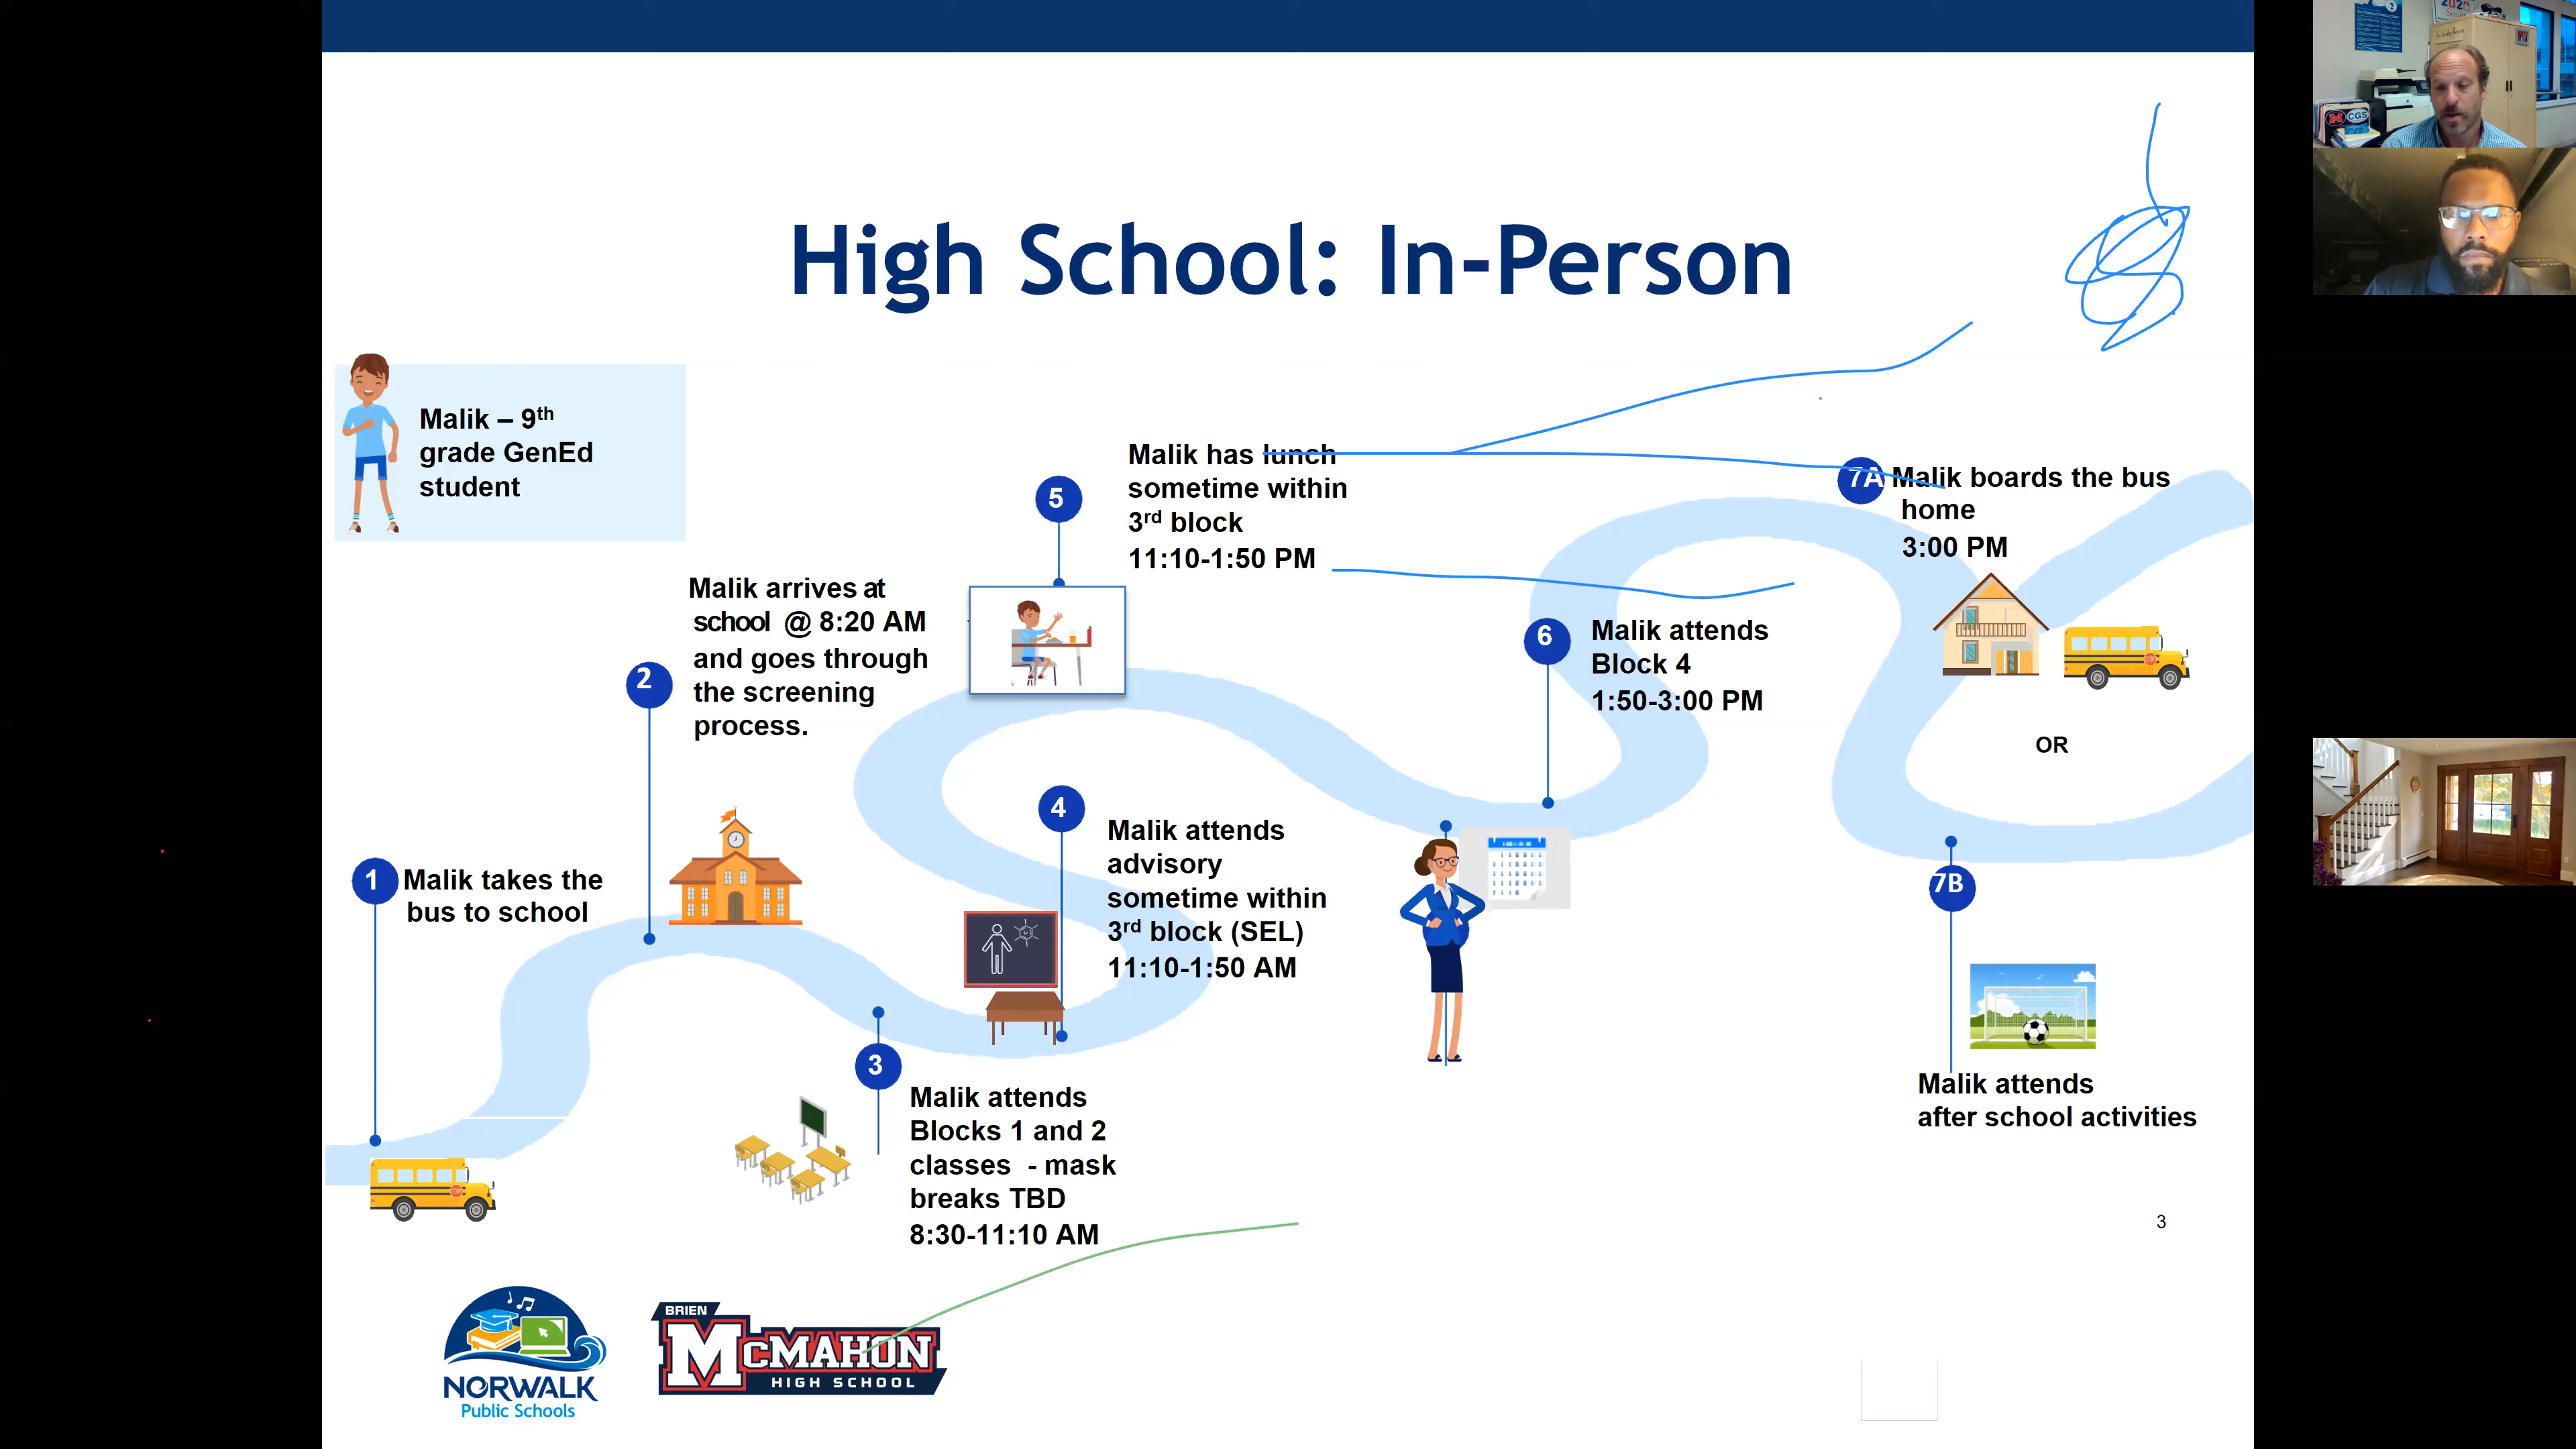 High School: In-Person
Malik – 9th
grade GenEd
student
1
Malik takes the
bus to school
2
Malik arrives at
school @ 8:20 AM
and goes through
the screening
process.
3
Malik attends
Blocks 1 and 2
classes - mask
breaks TBD
8:30-11:10 AM
4
Malik attends
advisory
sometime within
3rd block (SEL)
11:10-1:50 AM
5
Malik has lunch
sometime within
3rd block
11:10-1:50 PM
6
Malik attends
Block 4
1:50-3:00 PM
7A
Malik boards the bus
home
3:00 PM
OR
7B
Malik attends
after school activities
3
NORWALK
Public Schools
BRIEN
MCMAHON
HIGH SCHOOL
2020
M CGS